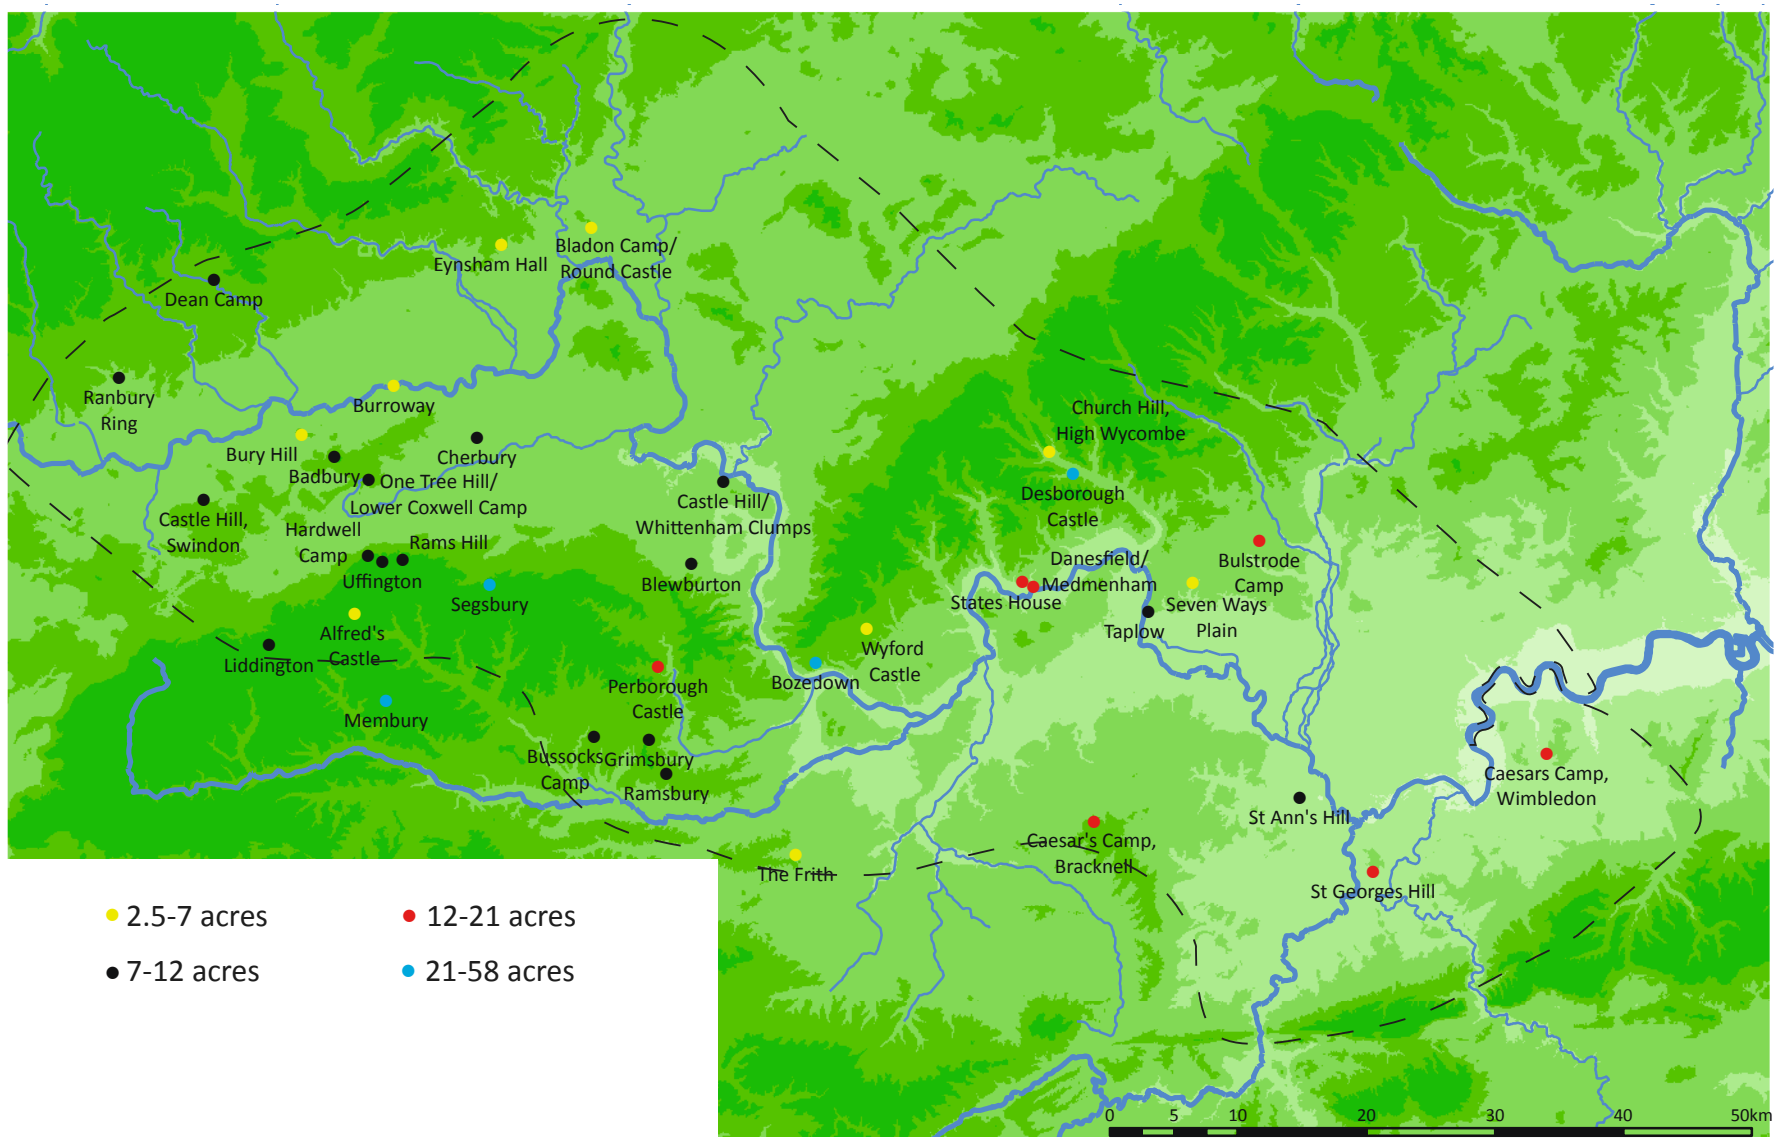 Eynsham Hall
Bladon Camp/
Round Castle
Dean Camp
Ranbury
Ring
Burroway
Church Hill,
High Wycombe
Bury Hill
Badbury
Cherbury
One Tree Hill/
Lower Coxwell Camp
Castle Hill,
Swindon
Castle Hill/
Whittenham Clumps
Desborough
Castle
Hardwell
Camp
Rams Hill
Uffington
Segsbury
Blewburton
Danesfield/
Medmenham
States House
Bulstrode
Camp
Seven Ways
Plain
Taplow
Alfred's
Castle
Liddington
Wyford
Castle
Bozedown
Perborough
Castle
Membury
Bussocks
Camp
Grimsbury
Ramsbury
Caesars Camp,
Wimbledon
St Ann's Hill
Caesar's Camp,
Bracknell
The Frith
St Georges Hill
2.5-7 acres
12-21 acres
7-12 acres
21-58 acres
0 5 10 20 30 40 50km